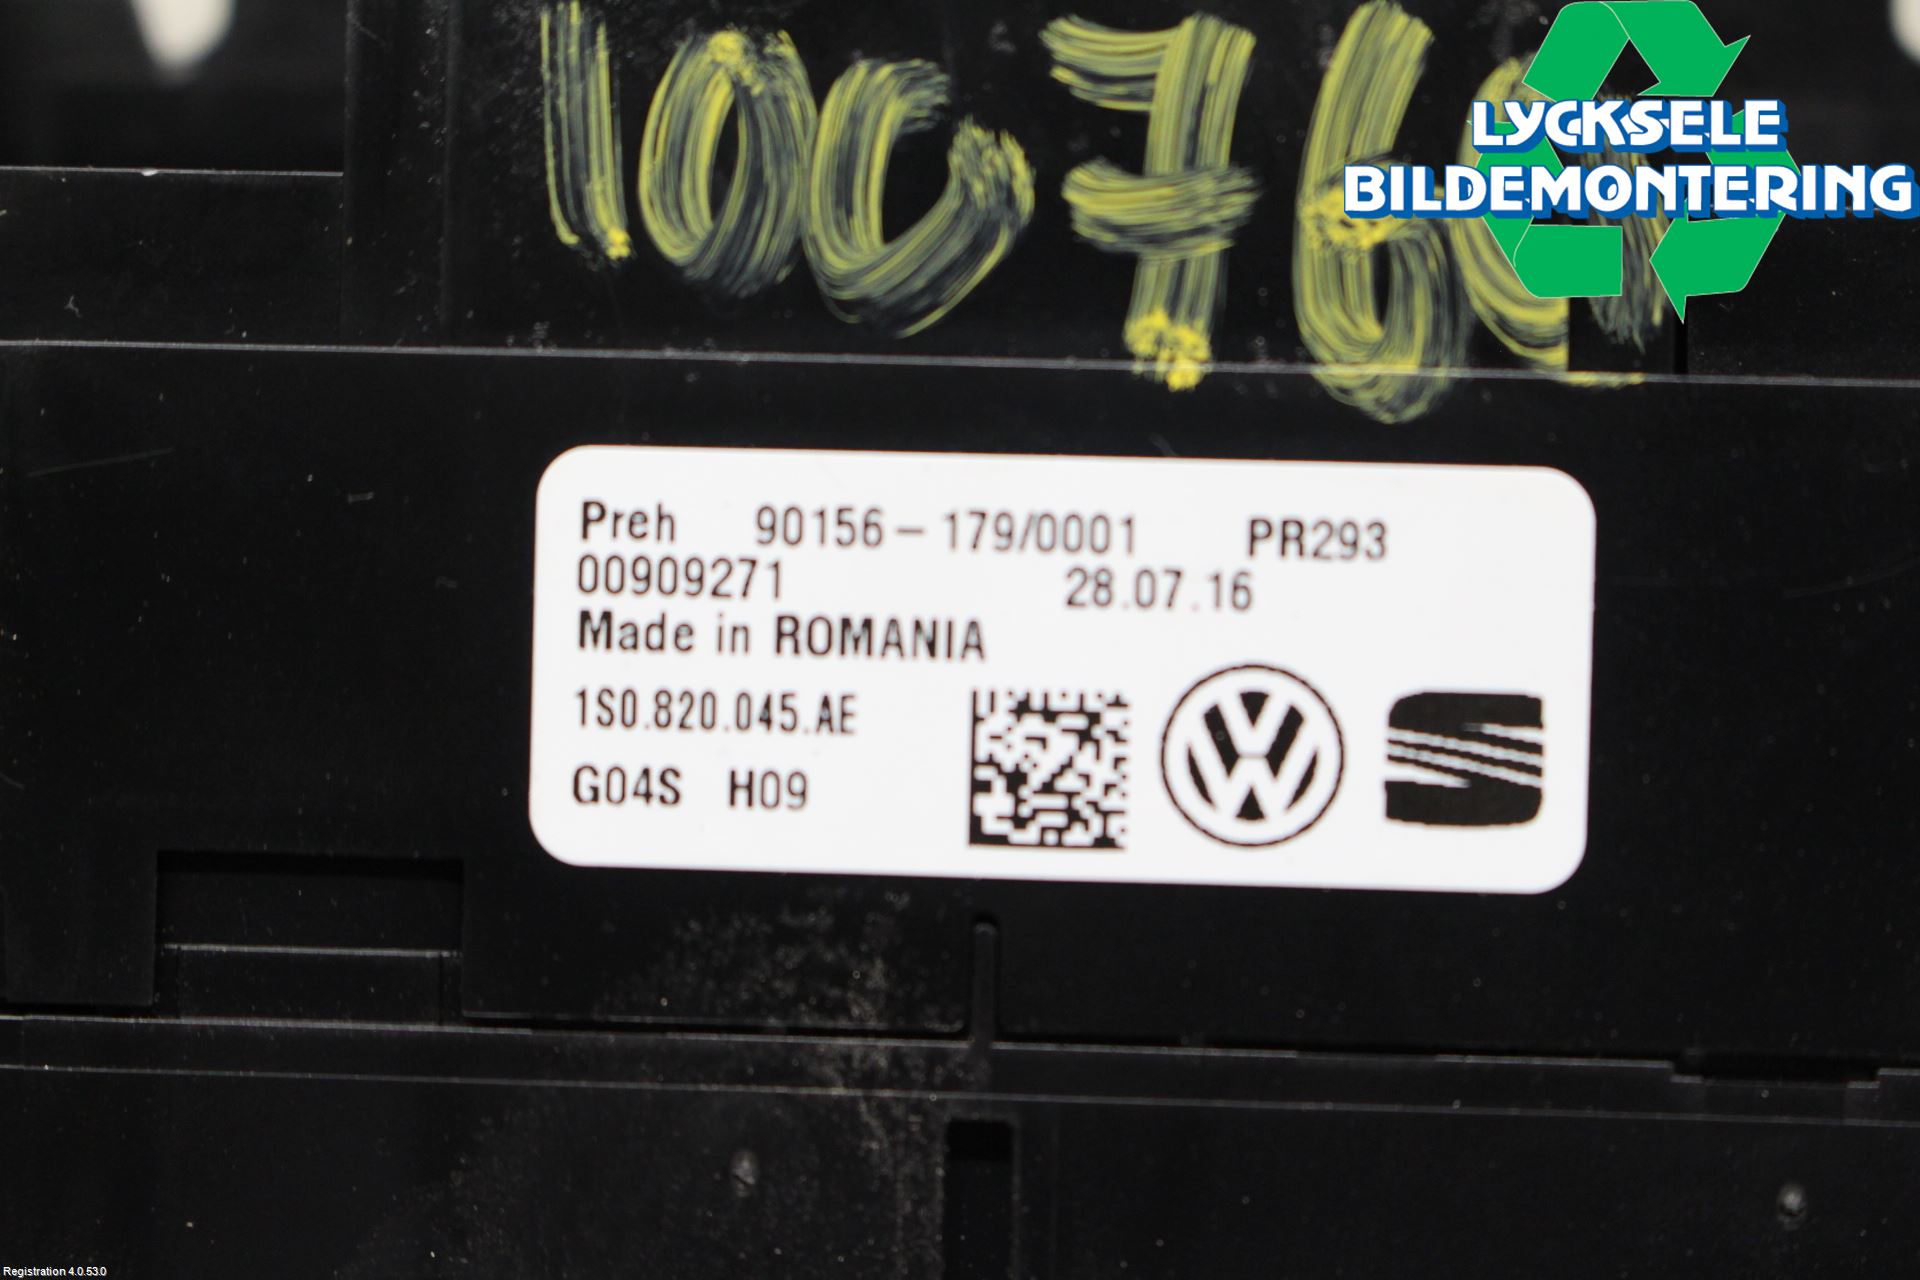 LYCKSELE
BILDEMONTERING
Preh 90156-179/0001 PR293
00909271 28.07.16
Made in ROMANIA
1S0.820.045.AE
G04S H09
Registration 4.0.53.0